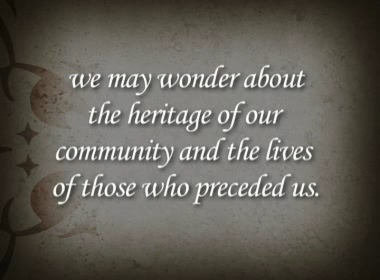 we may wonder about
the heritage of our
community and the lives
of those who preceded us.